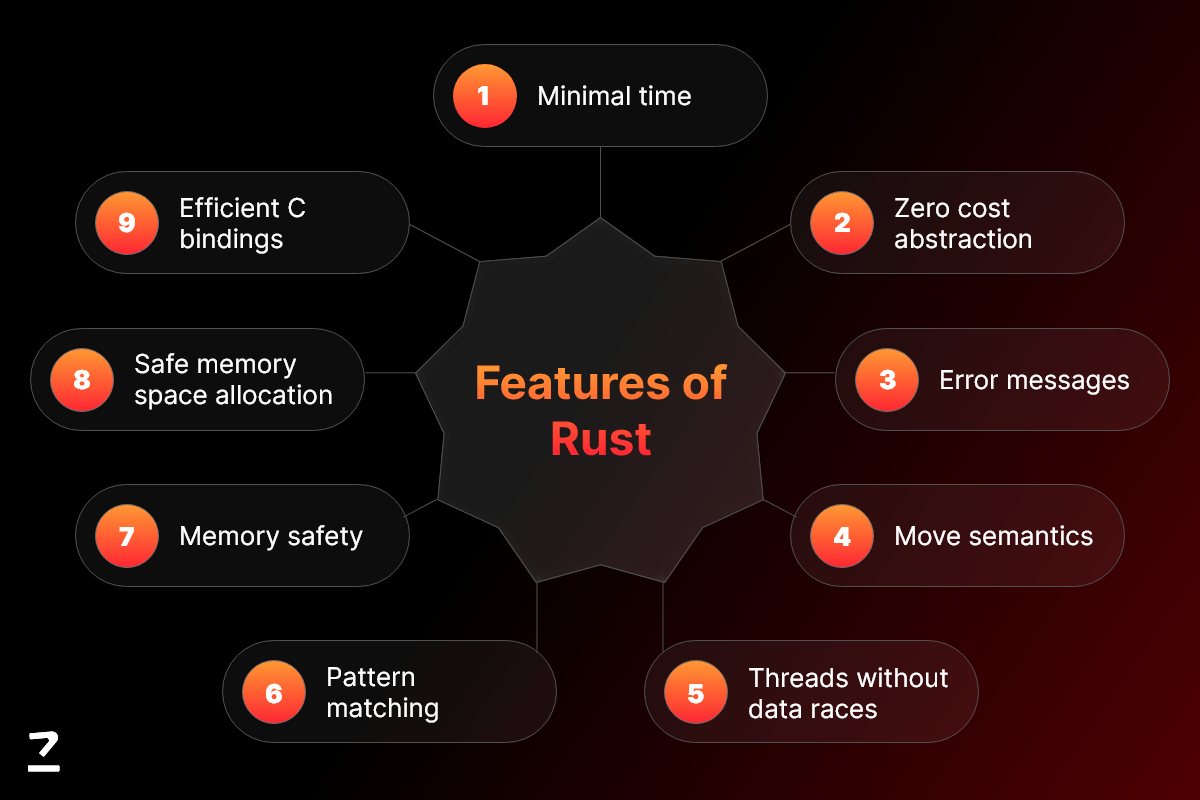 1
Minimal time
9
Efficient C
bindings
2
Zero cost
abstraction
8
Safe memory
space allocation
Features of
Rust
3
Error messages
7
Memory safety
4
Move semantics
6
Pattern
matching
5
Threads without
data races